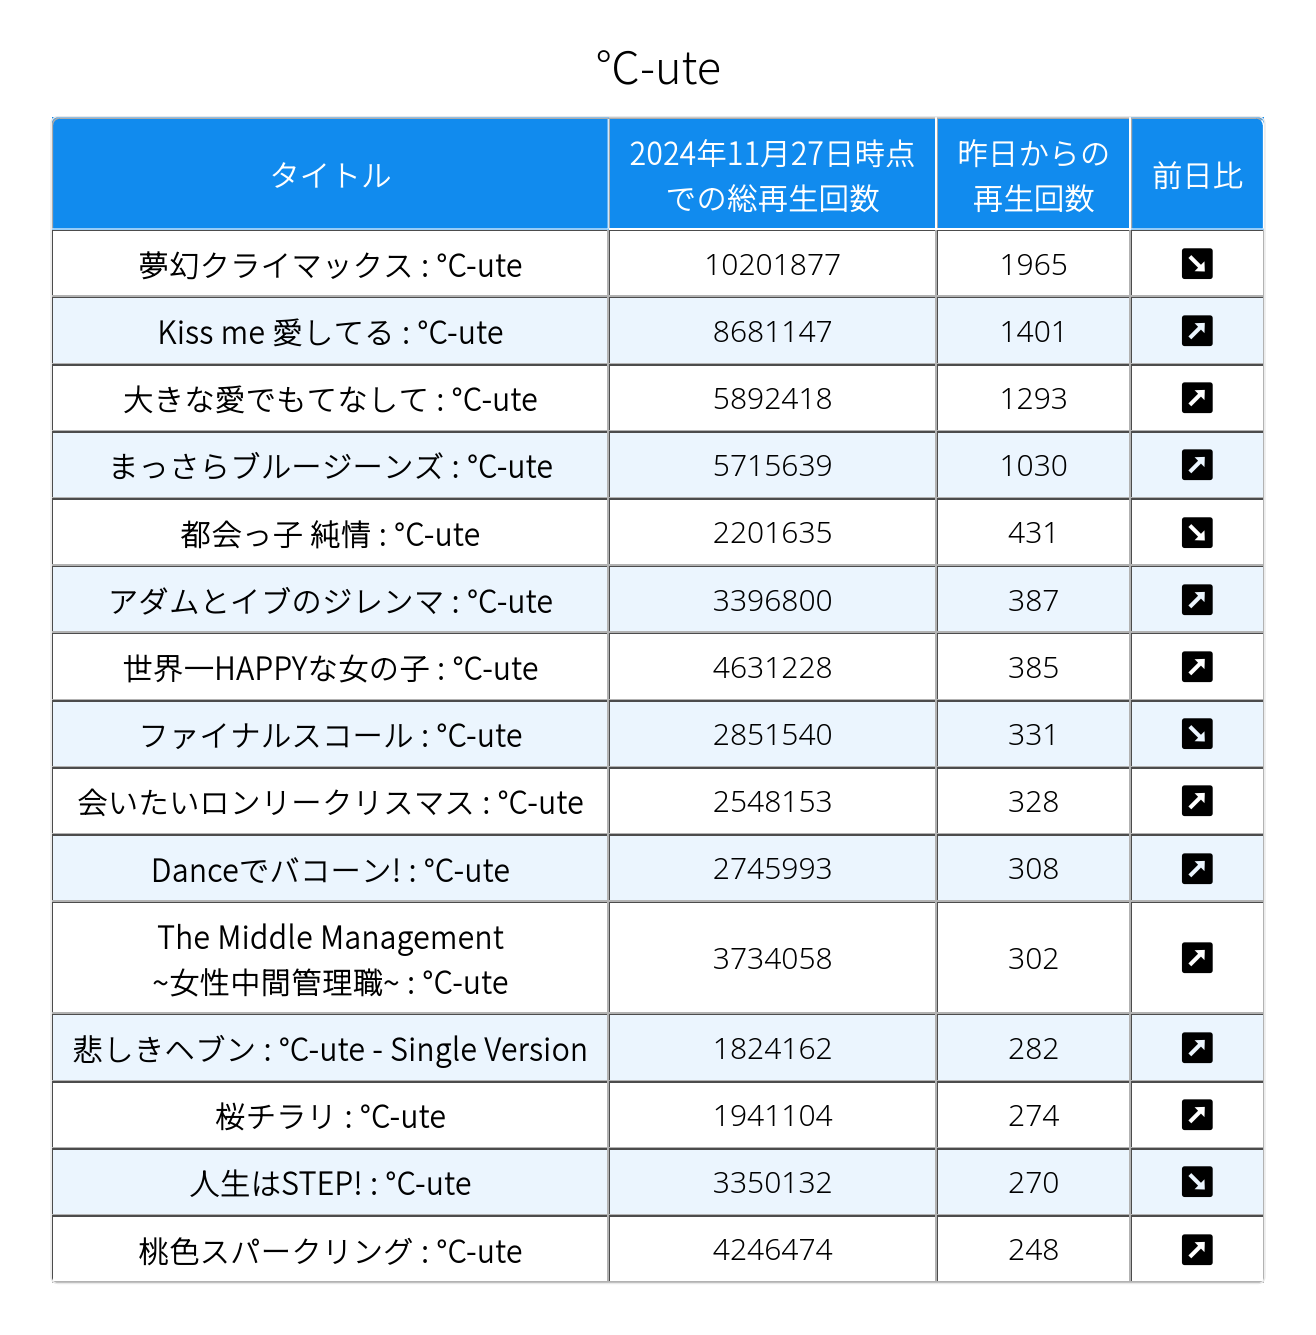 °C-ute
タイトル
2024年11月27日時点
での総再生回数
昨日からの
再生回数
前日比
夢幻クライマックス : °C-ute 10201877 1965 ↘
Kiss me 愛してる : °C-ute 8681147 1401 ↗
大きな愛でもてなして : °C-ute 5892418 1293 ↗
まっさらブルージーンズ : °C-ute 5715639 1030 ↗
都会っ子 純情 : °C-ute 2201635 431 ↘
アダムとイブのジレンマ : °C-ute 3396800 387 ↗
世界一HAPPYな女の子 : °C-ute 4631228 385 ↗
ファイナルスコール : °C-ute 2851540 331 ↘
会いたいロンリークリスマス : °C-ute 2548153 328 ↗
Danceでバコーン! : °C-ute 2745993 308 ↗
The Middle Management
~女性中間管理職~ : °C-ute 3734058 302 ↗
悲しきヘブン : °C-ute - Single Version 1824162 282 ↗
桜チラリ : °C-ute 1941104 274 ↗
人生はSTEP! : °C-ute 3350132 270 ↘
桃色スパークリング : °C-ute 4246474 248 ↗